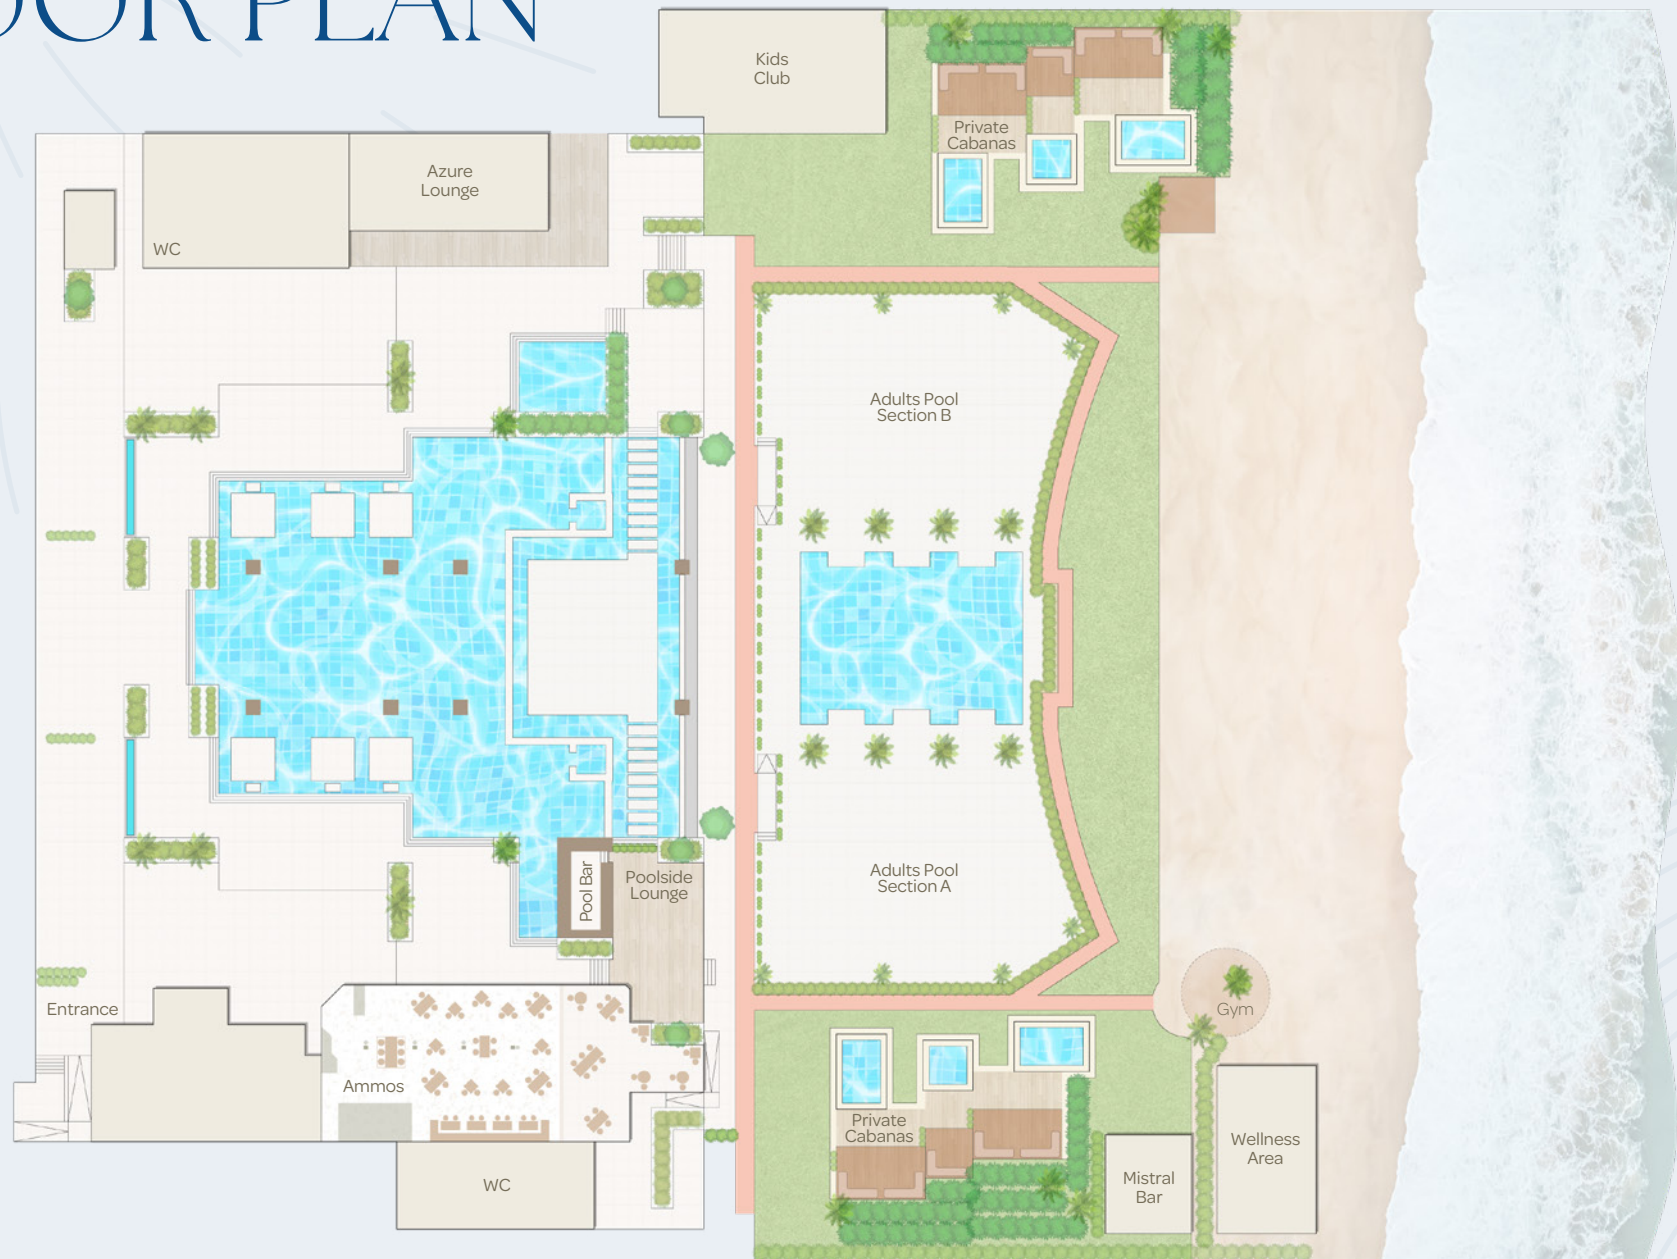 OOR PLAN
Kids
Club
Private
Cabanas
Azure
Lounge
WC
Adults Pool
Section B
Adults Pool
Section A
Pool Bar
Poolside
Lounge
Entrance
Gym
Ammos
Private
Cabanas
Wellness
Area
Mistral
Bar
WC